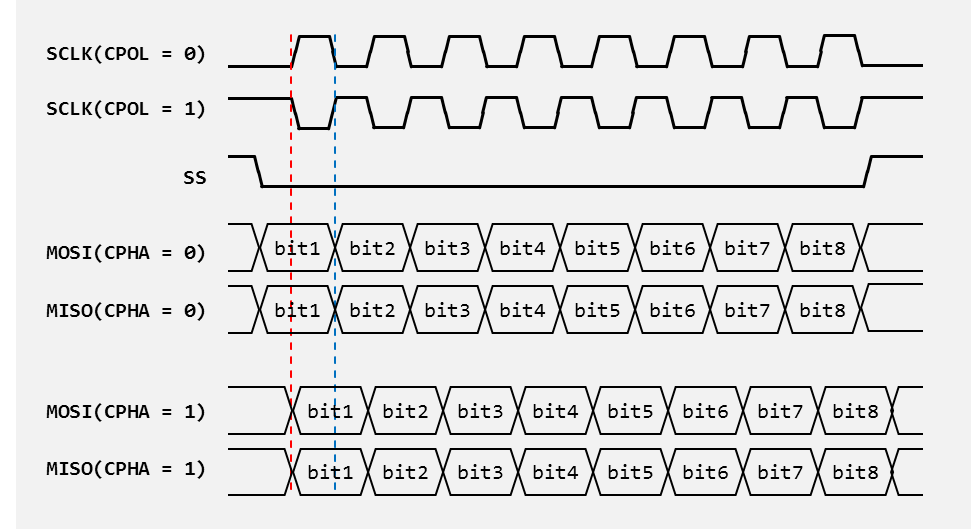 SCLK(CPOL = 0)
SCLK(CPOL = 1)
SS
MOSI(CPHA = 0) bit1 bit2 bit3 bit4 bit5 bit6 bit7 bit8
MISO(CPHA = 0) bit1 bit2 bit3 bit4 bit5 bit6 bit7 bit8
MOSI(CPHA = 1) bit1 bit2 bit3 bit4 bit5 bit6 bit7 bit8
MISO(CPHA = 1) bit1 bit2 bit3 bit4 bit5 bit6 bit7 bit8